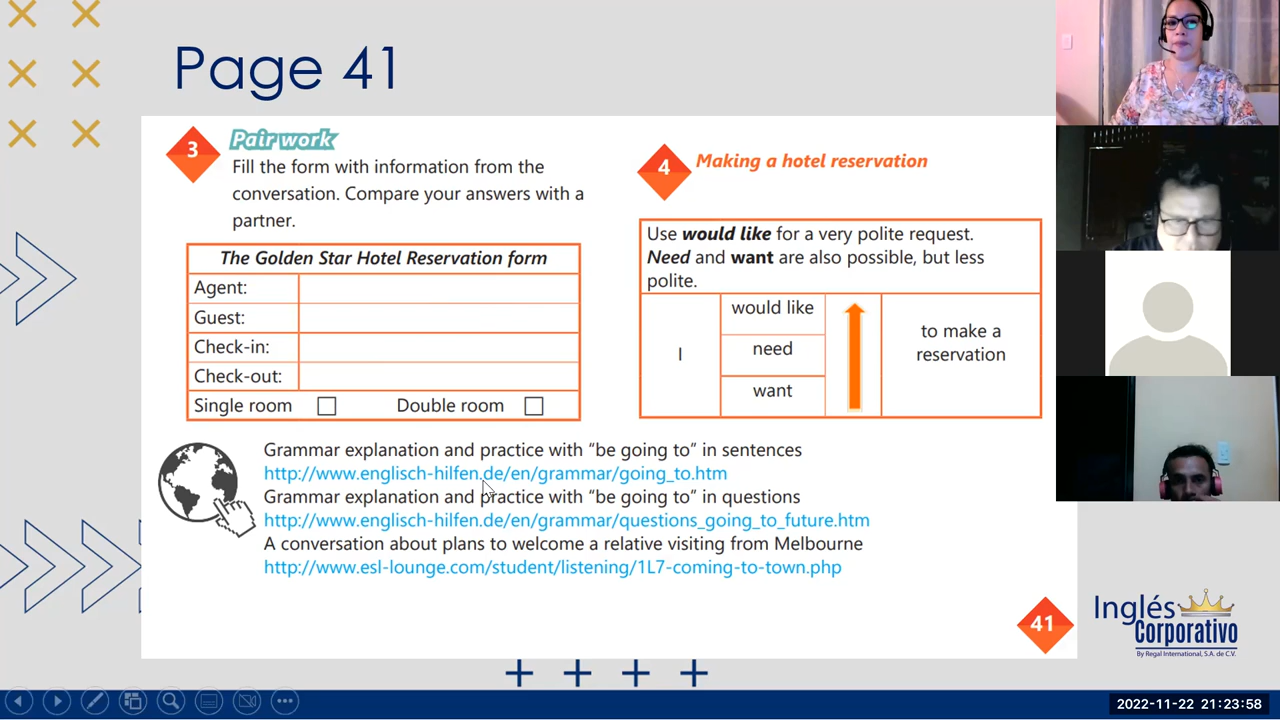 Page 41
3
Pair work
Fill the form with information from the
conversation. Compare your answers with a
partner.
The Golden Star Hotel Reservation form
Agent:
Guest:
Check-in:
Check-out:
Single room
Double room
4
Making a hotel reservation
Use would like for a very polite request.
Need and want are also possible, but less
polite.
I
would like
need
want
to make a
reservation
Grammar explanation and practice with “be going to” in sentences
http://www.englisch-hilfen.de/en/grammar/going_to.htm
Grammar explanation and practice with “be going to” in questions
http://www.englisch-hilfen.de/en/grammar/questions_going_to_future.htm
A conversation about plans to welcome a relative visiting from Melbourne
http://www.esl-lounge.com/student/listening/1L7-coming-to-town.php
41
Inglés
Corporativo
By Regal International, S.A. de C.V.
2022-11-22 21:23:58